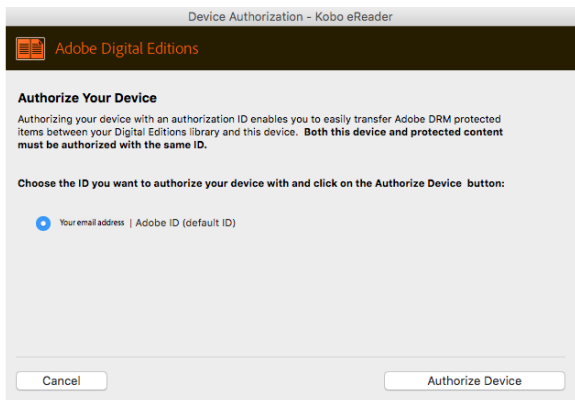 Device Authorization - Kobo eReader
Adobe Digital Editions
Authorize Your Device
Authorizing your device with an authorization ID enables you to easily transfer Adobe DRM protected
items between your Digital Editions library and this device. Both this device and protected content
must be authorized with the same ID.
Choose the ID you want to authorize your device with and click on the Authorize Device button:
Your email address | Adobe ID (default ID)
Cancel
Authorize Device